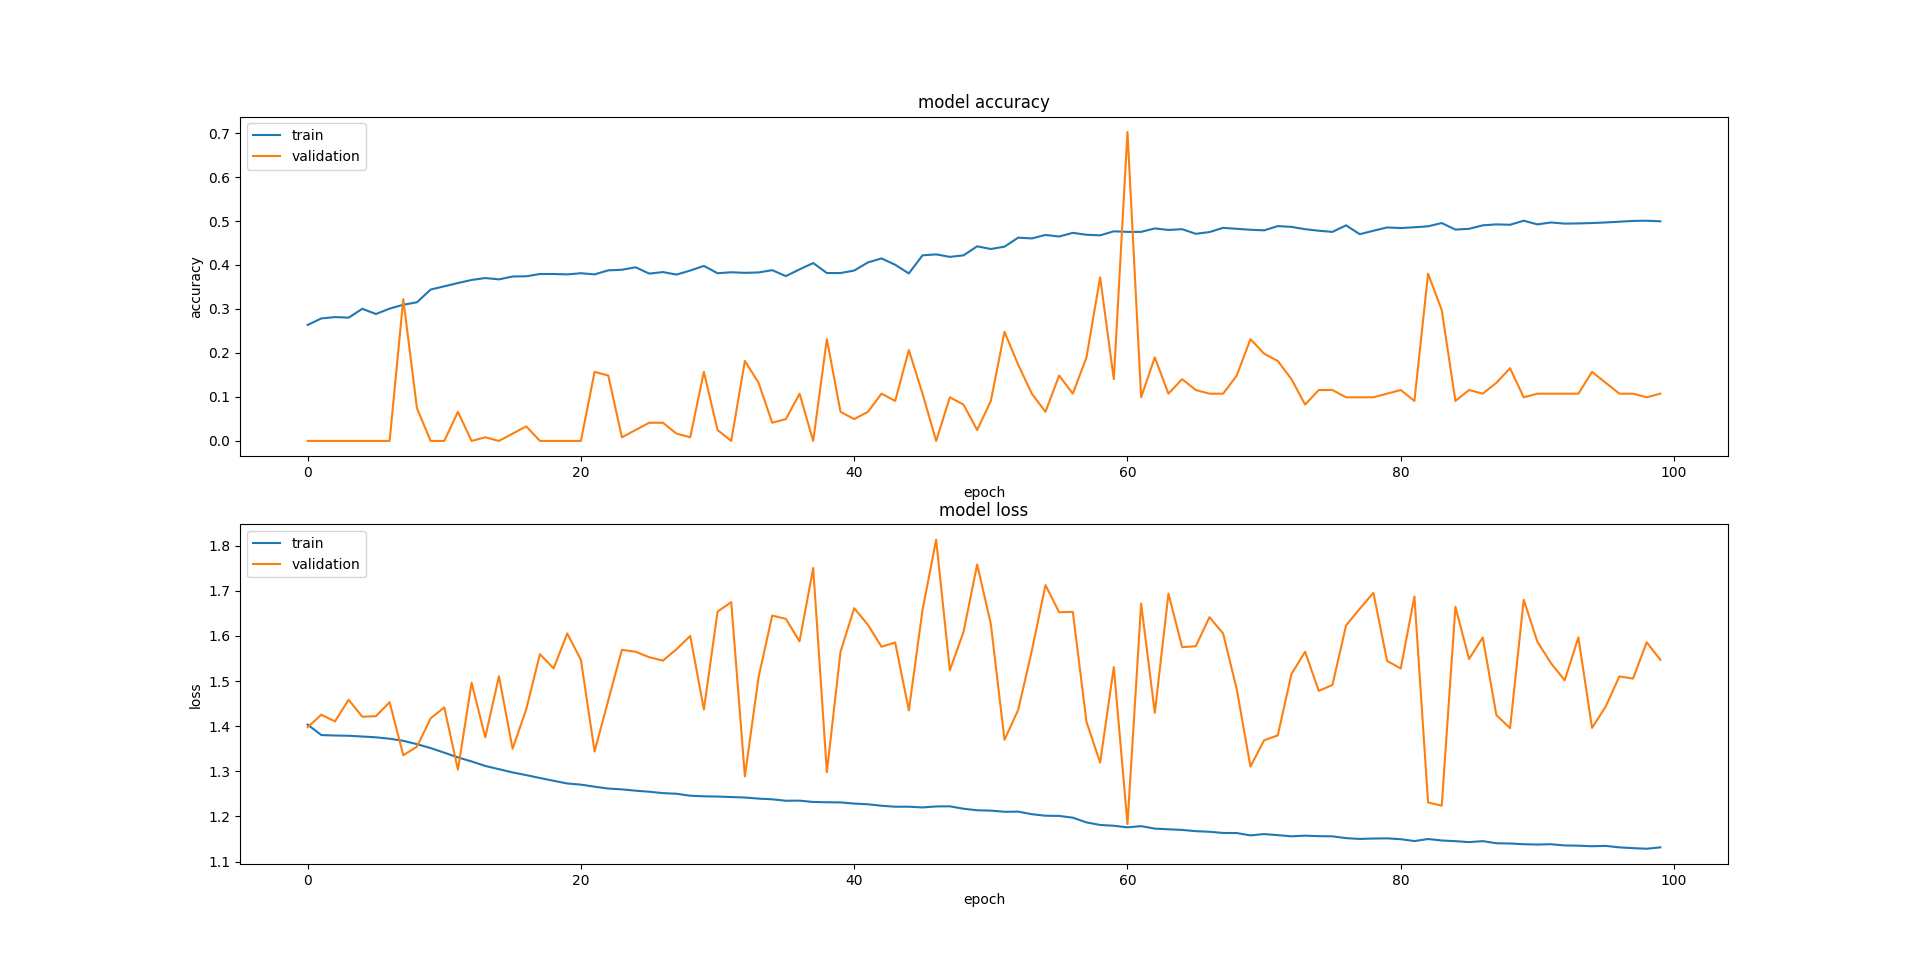 model accuracy
train
validation
0.7
0.6
0.5
0.4
0.3
0.2
0.1
0.0
accuracy
0 20 40 60 80 100
epoch
model loss
train
validation
1.8
1.7
1.6
1.5
1.4
1.3
1.2
1.1
loss
0 20 40 60 80 100
epoch